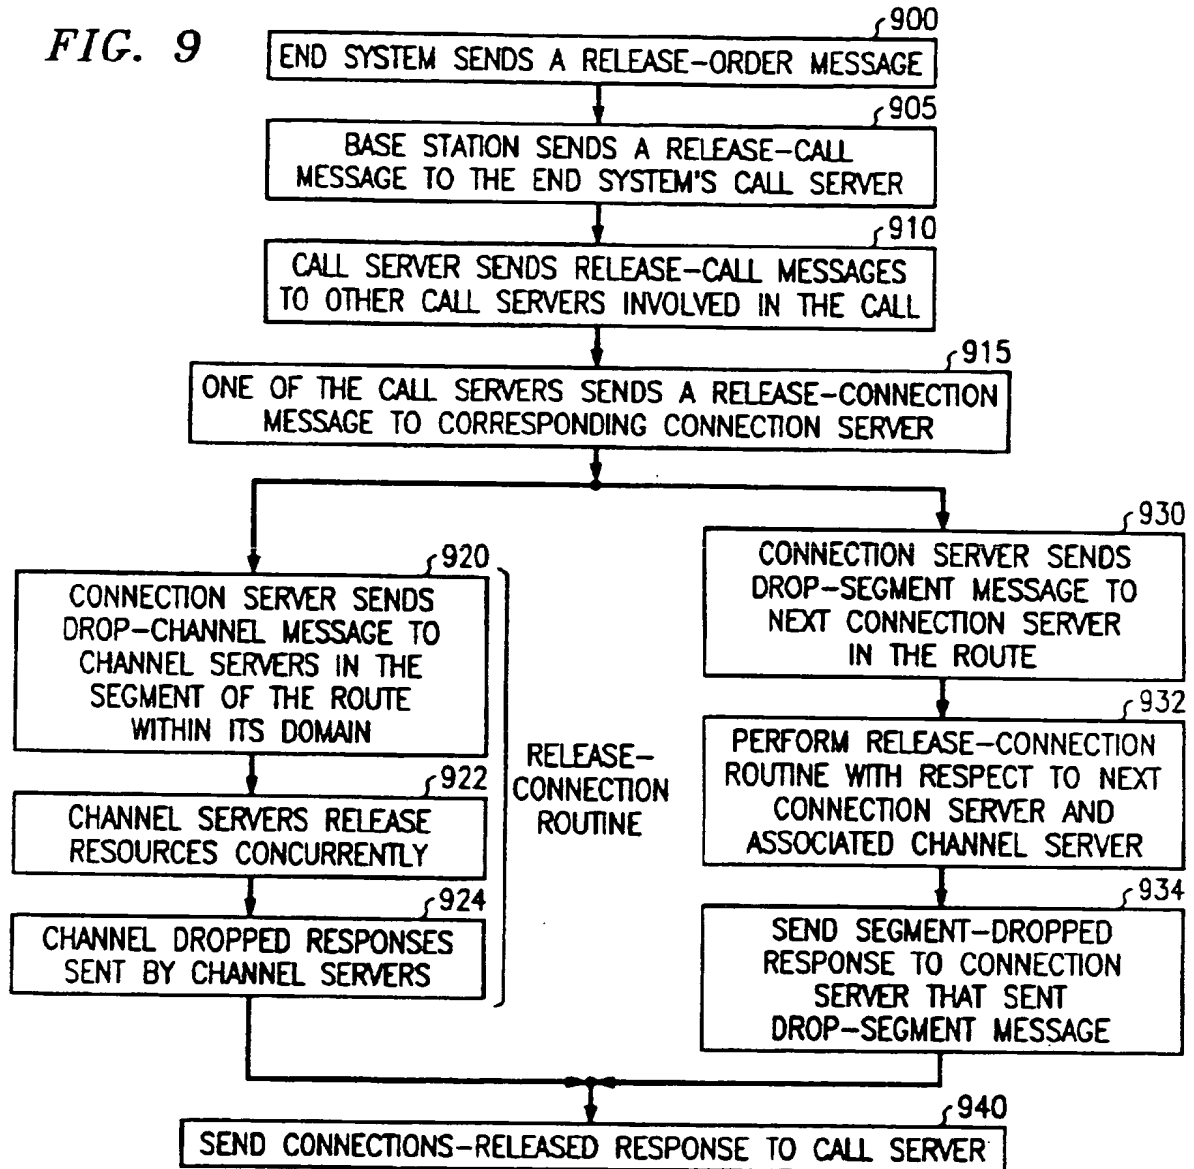 FIG. 9
900
END SYSTEM SENDS A RELEASE-ORDER MESSAGE
905
BASE STATION SENDS A RELEASE-CALL
MESSAGE TO THE END SYSTEM'S CALL SERVER
910
CALL SERVER SENDS RELEASE-CALL MESSAGES
TO OTHER CALL SERVERS INVOLVED IN THE CALL
915
ONE OF THE CALL SERVERS SENDS A RELEASE-CONNECTION
MESSAGE TO CORRESPONDING CONNECTION SERVER
920
CONNECTION SERVER SENDS
DROP-CHANNEL MESSAGE TO
CHANNEL SERVERS IN THE
SEGMENT OF THE ROUTE
WITHIN ITS DOMAIN
922
CHANNEL SERVERS RELEASE
RESOURCES CONCURRENTLY
924
CHANNEL DROPPED RESPONSES
SENT BY CHANNEL SERVERS
RELEASE-
CONNECTION
ROUTINE
930
CONNECTION SERVER SENDS
DROP-SEGMENT MESSAGE TO
NEXT CONNECTION SERVER
IN THE ROUTE
932
PERFORM RELEASE-CONNECTION
ROUTINE WITH RESPECT TO NEXT
CONNECTION SERVER AND
ASSOCIATED CHANNEL SERVER
934
SEND SEGMENT-DROPPED
RESPONSE TO CONNECTION
SERVER THAT SENT
DROP-SEGMENT MESSAGE
940
SEND CONNECTIONS-RELEASED RESPONSE TO CALL SERVER